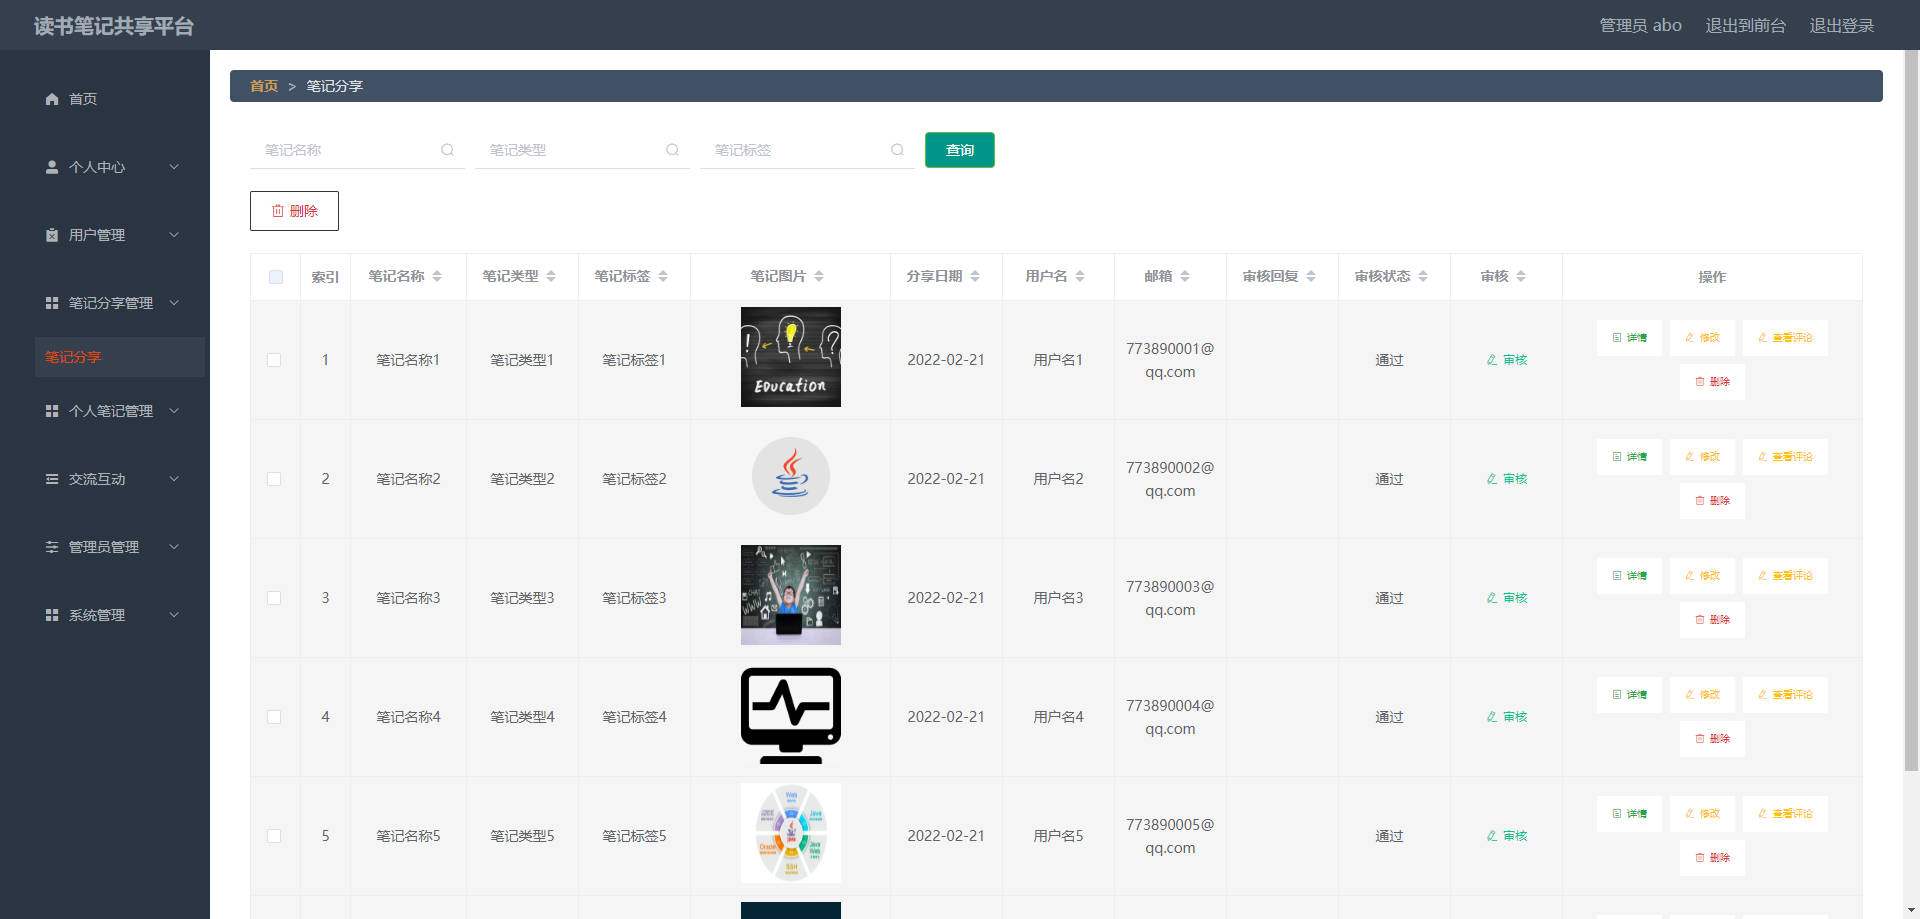 读书笔记共享平台
管理员 abo 退出到前台 退出登录
首页
个人中心
用户管理
笔记分享管理
笔记分享
个人笔记管理
交流互动
管理员管理
系统管理
首页 > 笔记分享
笔记名称 笔记类型 笔记标签 查询
删除
索引 笔记名称 笔记类型 笔记标签 笔记图片 分享日期 用户名 邮箱 审核回复 审核状态 审核 操作
Education
1 笔记名称1 笔记类型1 笔记标签1 2022-02-21 用户名1 773890001@
qq.com 通过 审核 详情 修改 查看评论
删除
2 笔记名称2 笔记类型2 笔记标签2 2022-02-21 用户名2 773890002@
qq.com 通过 审核 详情 修改 查看评论
删除
3 笔记名称3 笔记类型3 笔记标签3 2022-02-21 用户名3 773890003@
qq.com 通过 审核 详情 修改 查看评论
删除
4 笔记名称4 笔记类型4 笔记标签4 2022-02-21 用户名4 773890004@
qq.com 通过 审核 详情 修改 查看评论
删除
5 笔记名称5 笔记类型5 笔记标签5 2022-02-21 用户名5 773890005@
qq.com 通过 审核 详情 修改 查看评论
删除
Web
Java
Oracle
Java
Web
SSH